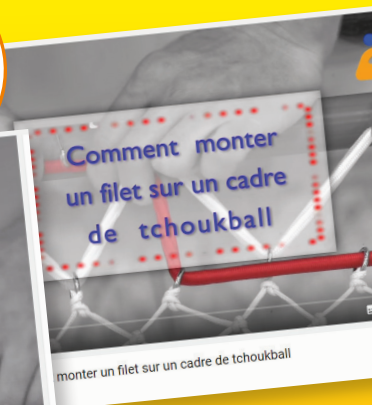 Comment monter
un filet sur un cadre
de tchoukball
monter un filet sur un cadre de tchoukball